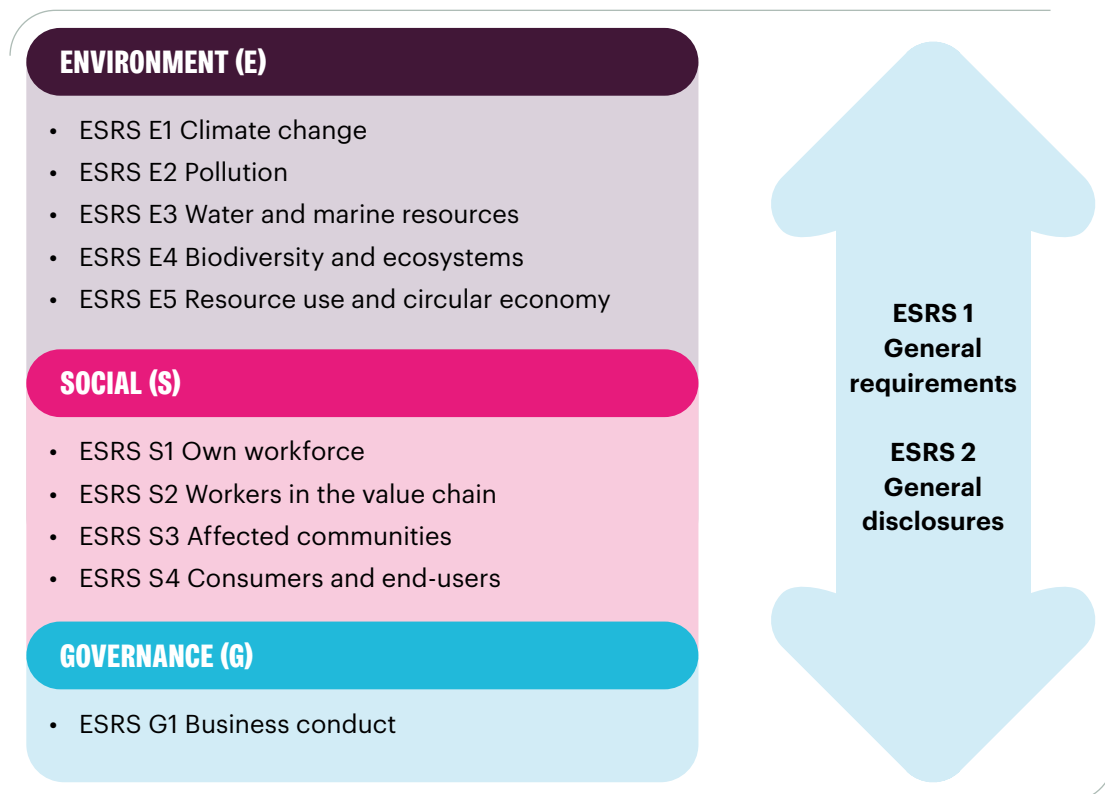 ENVIRONMENT (E)
• ESRS E1 Climate change
• ESRS E2 Pollution
• ESRS E3 Water and marine resources
• ESRS E4 Biodiversity and ecosystems
• ESRS E5 Resource use and circular economy
SOCIAL (S)
• ESRS S1 Own workforce
• ESRS S2 Workers in the value chain
• ESRS S3 Affected communities
• ESRS S4 Consumers and end-users
GOVERNANCE (G)
• ESRS G1 Business conduct
ESRS 1
General
requirements
ESRS 2
General
disclosures